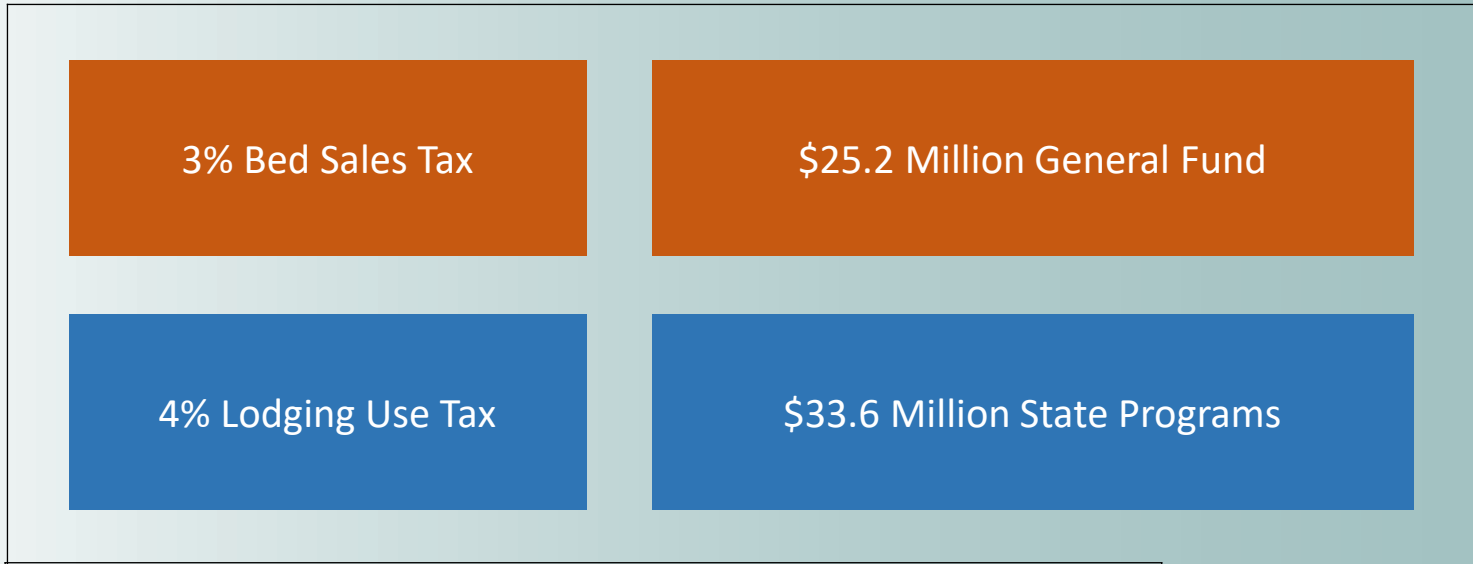 3% Bed Sales Tax
$25.2 Million General Fund
4% Lodging Use Tax
$33.6 Million State Programs